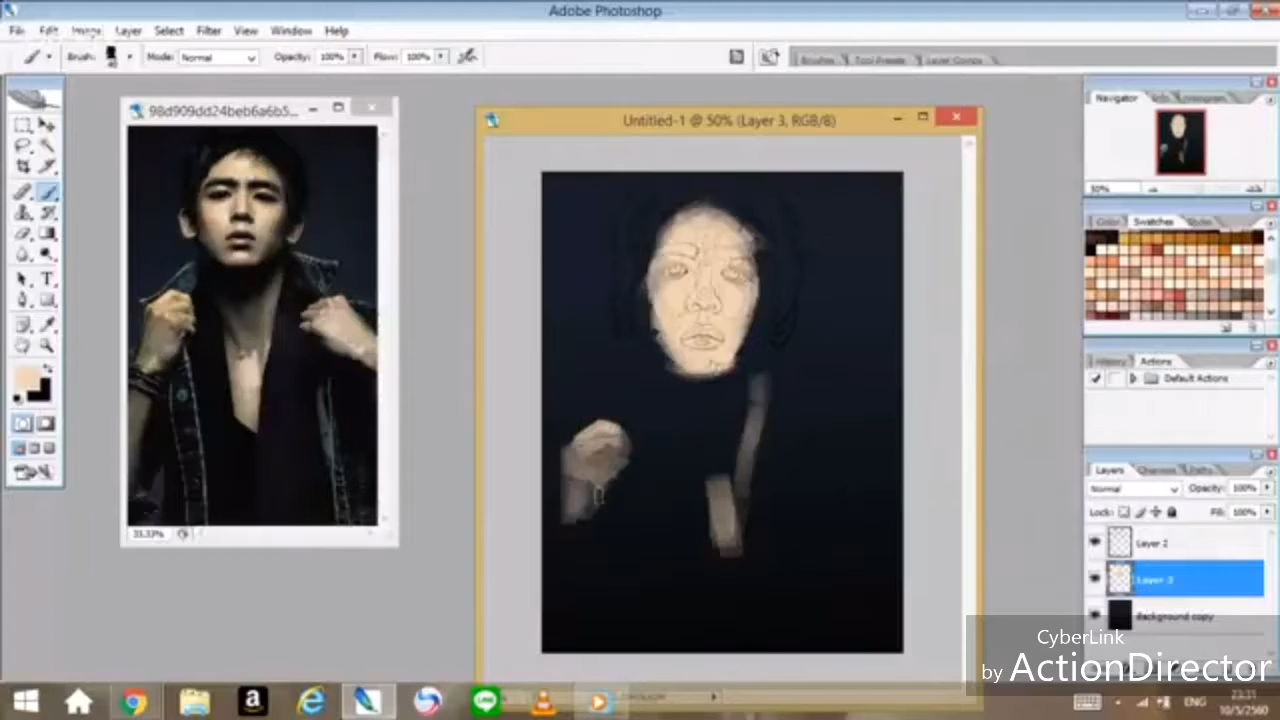 Adobe Photoshop
File Edit Image Layer Select Filter View Window Help
Brush: Mode: Normal Opacity: 100% Flow: 100%
Brushes Tool Presets Layer Comps
98d909dd24beb6a6b5...
Untitled-1 @ 50% (Layer 3, RGB/8)
Navigator
50%
Color Swatches Styles
History Actions
Default Actions
Layers Channels Paths
Normal Opacity: 100%
Lock: Fill: 100%
Layer 2
Layer 3
Background copy
33.33%
CyberLink
by ActionDirector
LINE
ENG
23:31
10/5/2560